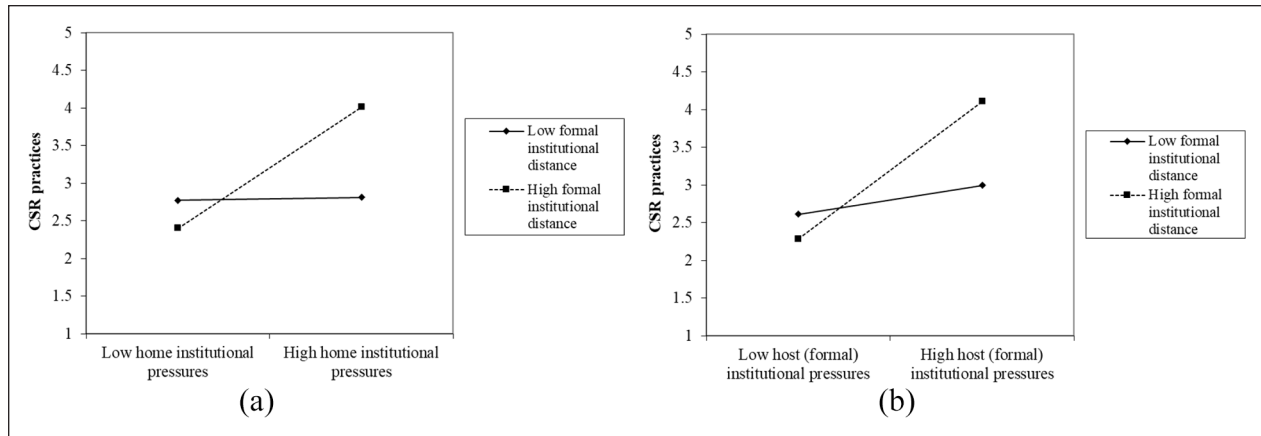 5
4.5
4
3.5
3
2.5
2
1.5
1
CSR practices
Low home institutional
pressures
High home institutional
pressures
Low formal
institutional
distance
High formal
institutional
distance
(a)
5
4.5
4
3.5
3
2.5
2
1.5
1
CSR practices
Low host (formal)
institutional pressures
High host (formal)
institutional pressures
Low formal
institutional
distance
High formal
institutional
distance
(b)